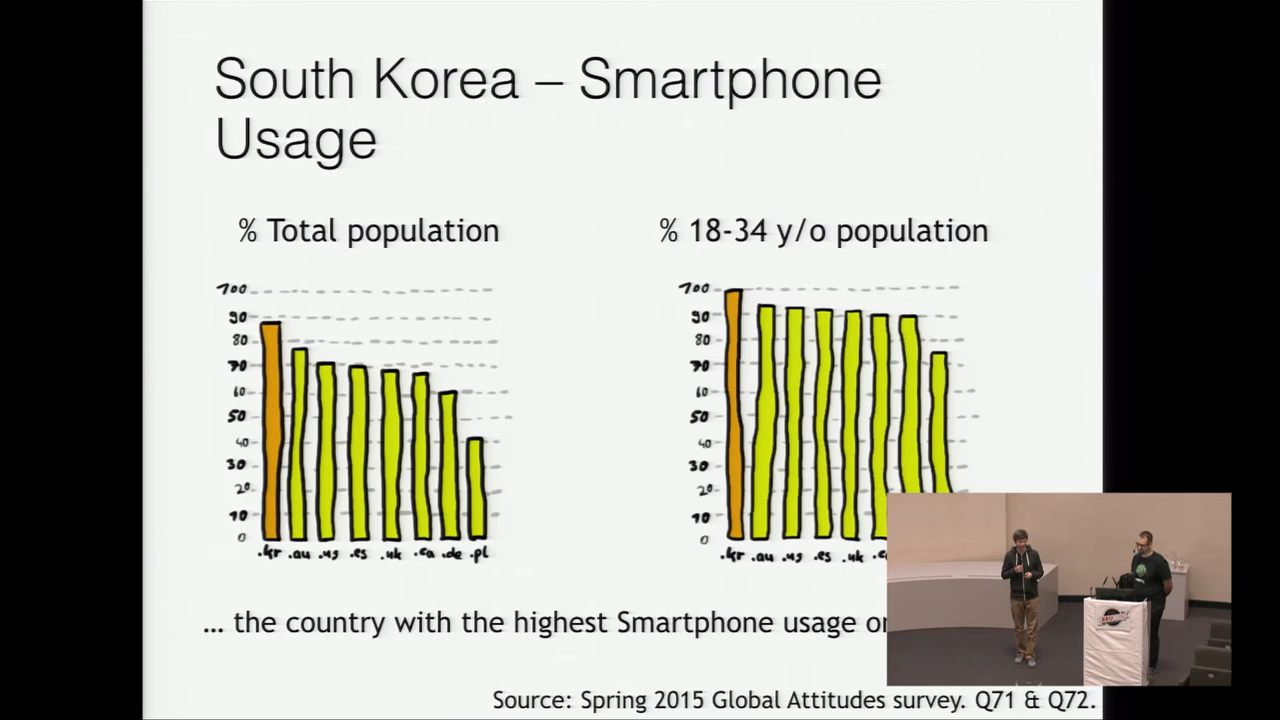 South Korea – Smartphone
Usage
% Total population
% 18-34 y/o population
100
90
80
70
60
50
40
30
20
10
0
.kr .au .us .es .uk .ca .de .pl
100
90
80
70
60
50
40
30
20
10
0
.kr .au .us .es .uk
… the country with the highest Smartphone usage
Source: Spring 2015 Global Attitudes survey. Q71 & Q72.